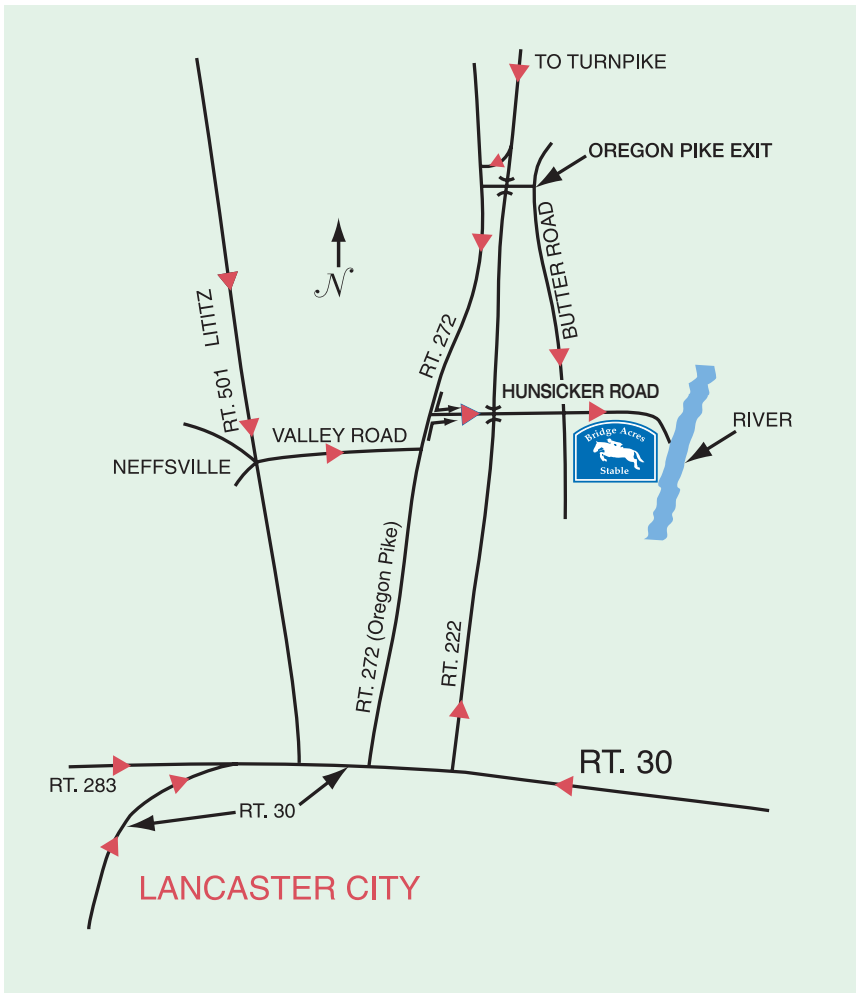 TO TURNPIKE
OREGON PIKE EXIT
BUTTER ROAD
N
LITITZ
RT. 501
RT. 272
HUNSICKER ROAD
RIVER
VALLEY ROAD
NEFFSVILLE
Bridge Acres
Stable
RT. 272 (Oregon Pike)
RT. 222
RT. 30
RT. 283
RT. 30
LANCASTER CITY